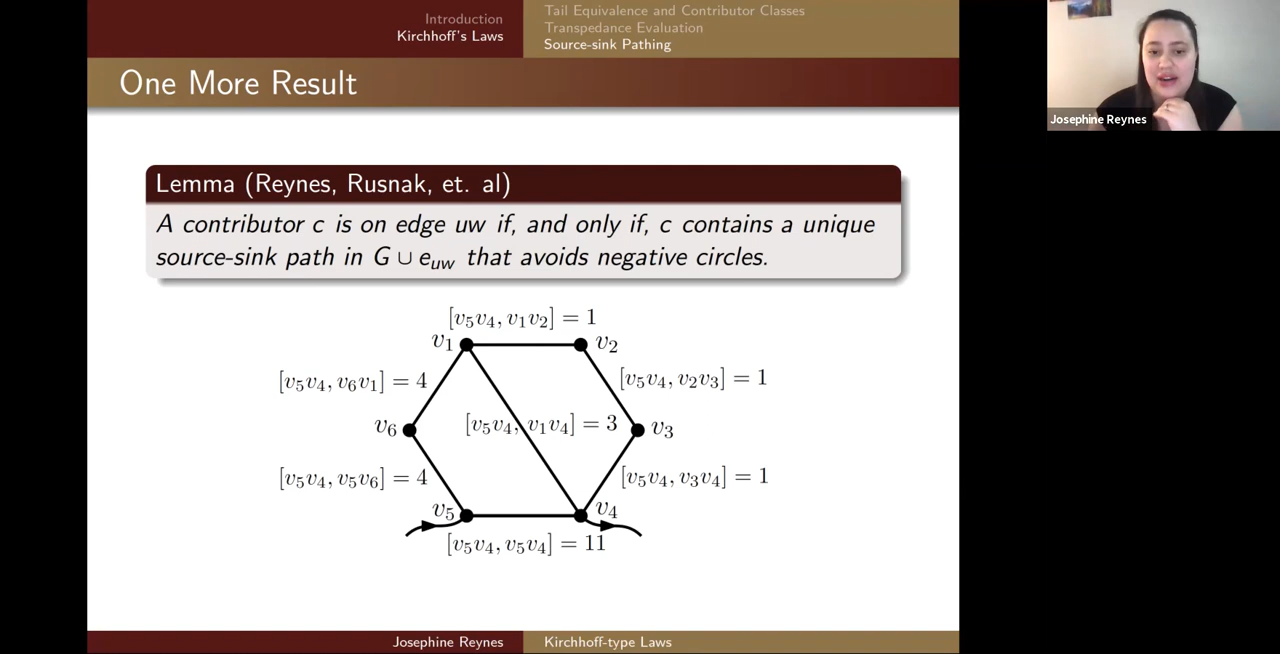 Introduction
Kirchhoff's Laws
Tail Equivalence and Contributor Classes
Transpedance Evaluation
Source-sink Pathing
One More Result
Josephine Reynes
Lemma (Reynes, Rusnak, et. al)
A contributor c is on edge uw if, and only if, c contains a unique
source-sink path in G ∪ e_uw that avoids negative circles.
[v₅v₄, v₁v₂] = 1
v₁
v₂
[v₅v₄, v₆v₁] = 4
[v₅v₄, v₂v₃] = 1
v₆
[v₅v₄, v₁v₄] = 3
v₃
[v₅v₄, v₅v₆] = 4
[v₅v₄, v₃v₄] = 1
v₅
v₄
[v₅v₄, v₅v₄] = 11
Josephine Reynes
Kirchhoff-type Laws